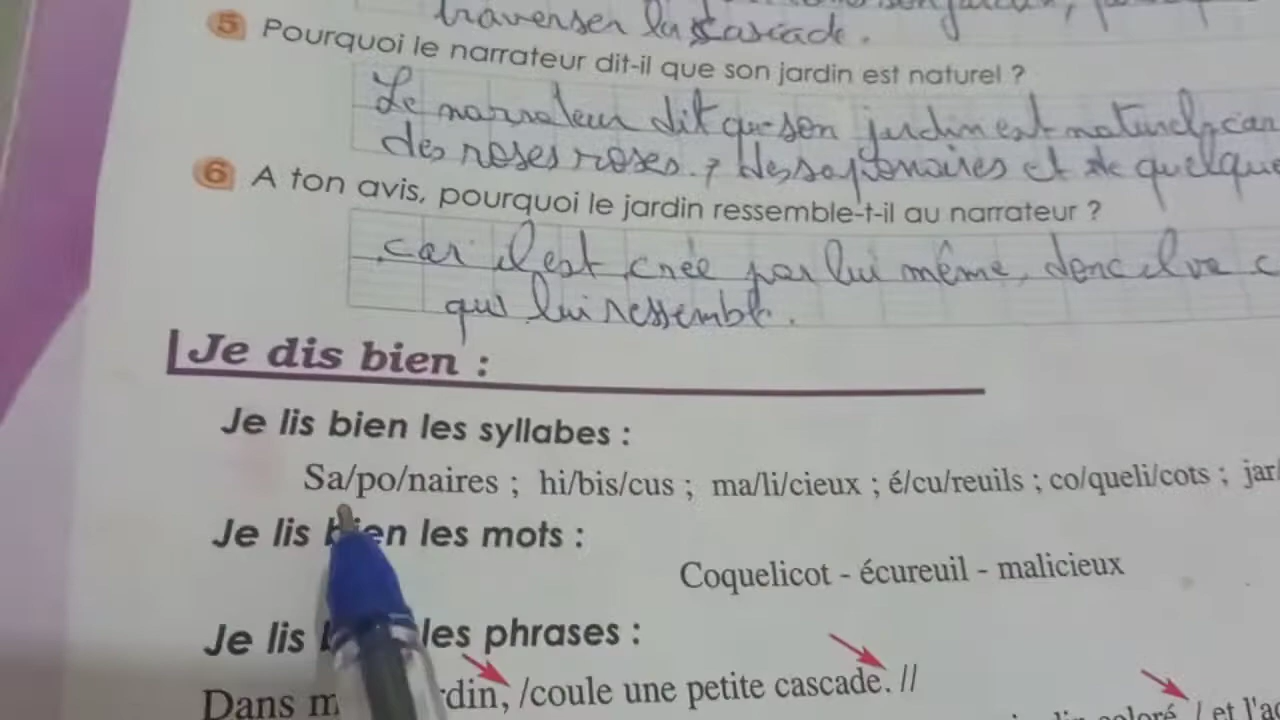 traverser la cascade.
5 Pourquoi le narrateur dit-il que son jardin est naturel ?
Le narrateur dit que son jardin est naturel, car
des roses roses, des saponaires et de quelque
6 A ton avis, pourquoi le jardin ressemble-t-il au narrateur ?
car il est crée par lui même, donc il va c
qui lui ressemble.
Je dis bien :
Je lis bien les syllabes :
Sa/po/naires ; hi/bis/cus ; ma/li/cieux ; é/cu/reuils ; co/queli/cots ; jar/
Je lis bien les mots :
Coquelicot - écureuil - malicieux
Je lis les phrases :
Dans m rdin, /coule une petite cascade. //
coloré, / et l'a